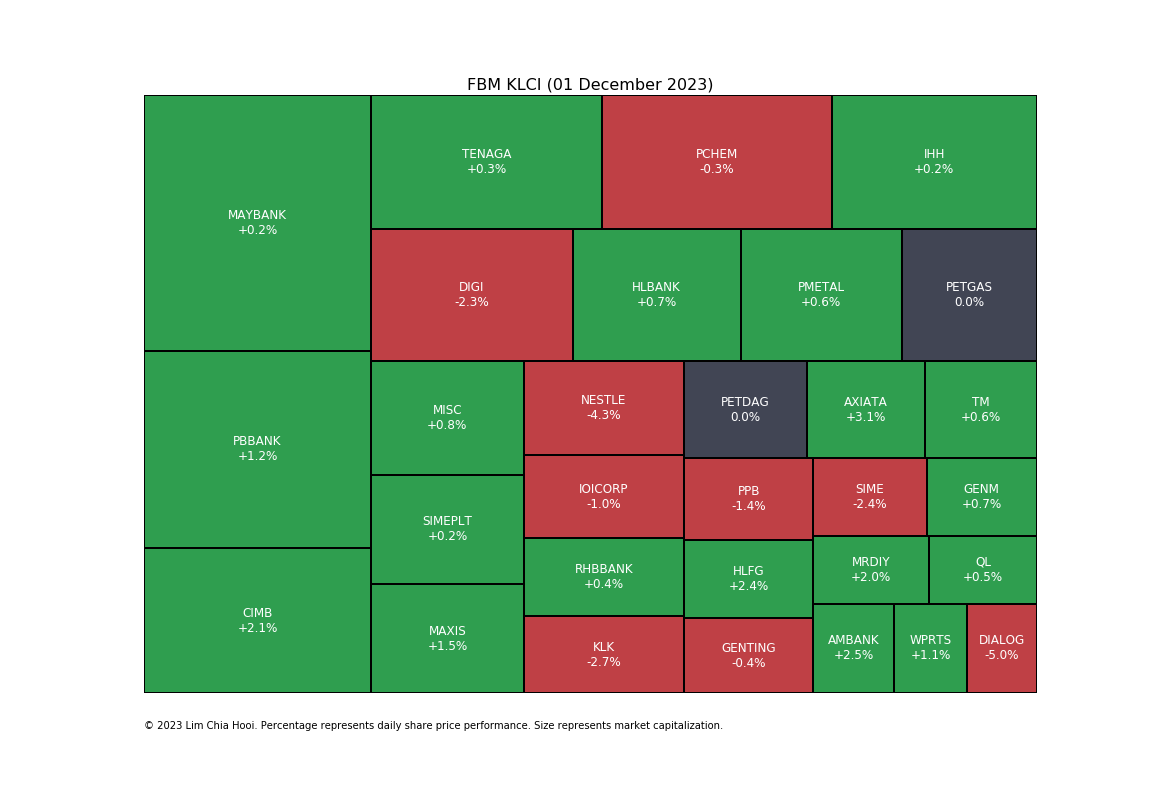 FBM KLCI (01 December 2023)
MAYBANK
+0.2%
TENAGA
+0.3%
PCHEM
-0.3%
IHH
+0.2%
DIGI
-2.3%
HLBANK
+0.7%
PMETAL
+0.6%
PETGAS
0.0%
PBBANK
+1.2%
CIMB
+2.1%
MISC
+0.8%
SIMEPLT
+0.2%
MAXIS
+1.5%
NESTLE
-4.3%
IOICORP
-1.0%
RHBBANK
+0.4%
KLK
-2.7%
PETDAG
0.0%
AXIATA
+3.1%
TM
+0.6%
PPB
-1.4%
SIME
-2.4%
GENM
+0.7%
HLFG
+2.4%
MRDIY
+2.0%
QL
+0.5%
GENTING
-0.4%
AMBANK
+2.5%
WPRTS
+1.1%
DIALOG
-5.0%
© 2023 Lim Chia Hooi. Percentage represents daily share price performance. Size represents market capitalization.